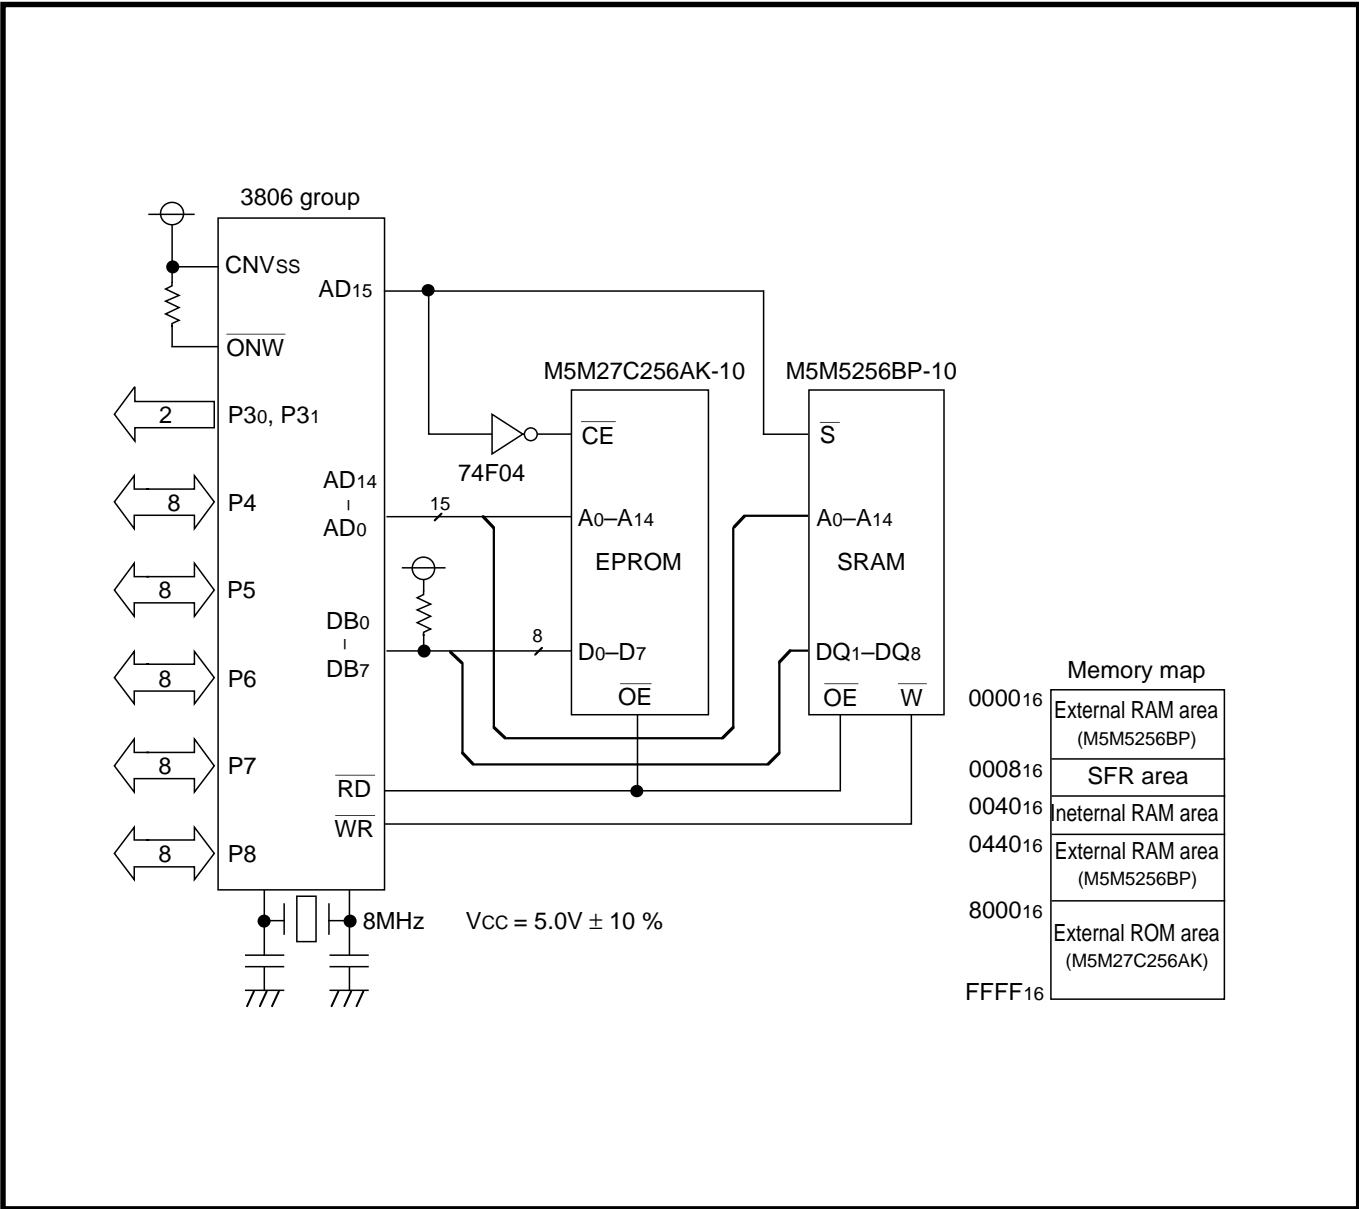 3806 group
CNVSS
AD15
ONW
M5M27C256AK-10
M5M5256BP-10
2
P30, P31
CE
S
74F04
8
P4
AD14
AD0
15
A0–A14
A0–A14
EPROM
SRAM
8
P5
DB0
DB7
8
D0–D7
DQ1–DQ8
OE
OE
W
8
P6
8
P7
RD
WR
8
P8
8MHz
VCC = 5.0V ± 10 %
Memory map
000016
External RAM area
(M5M5256BP)
000816
SFR area
004016
Ineternal RAM area
044016
External RAM area
(M5M5256BP)
800016
External ROM area
(M5M27C256AK)
FFFF16